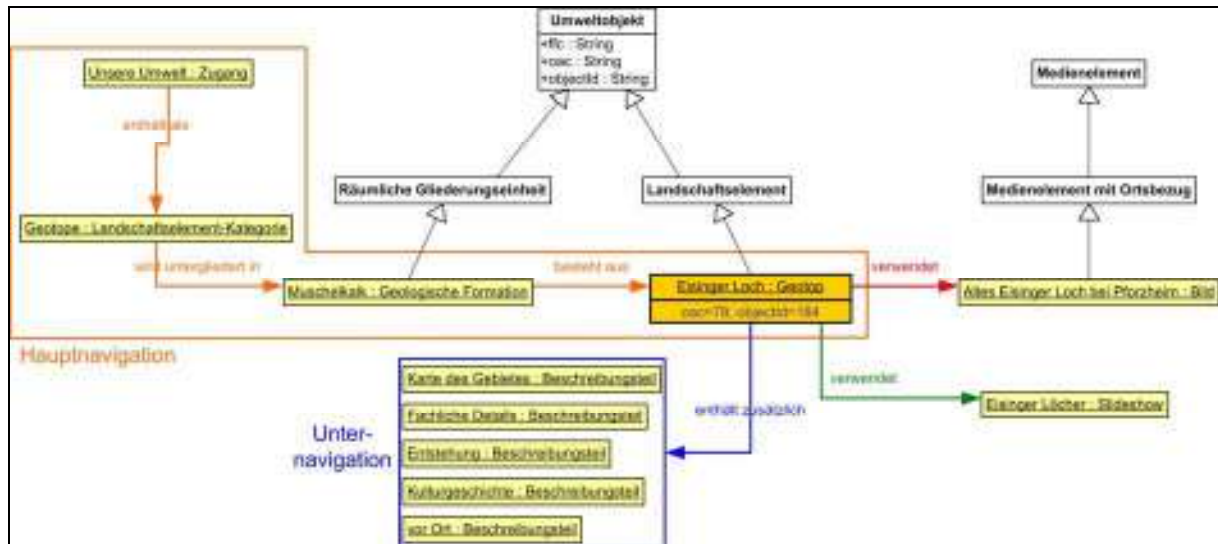 Umweltobjekt
+ffc : String
+oac : String
+objectId : String
Unsere Umwelt : Zugang
Medienelement
enthält als
Räumliche Gliederungseinheit
Landschaftselement
Medienelement mit Ortsbezug
Geotope : Landschaftselement-Kategorie
wird untergliedert in
besteht aus
verwendet
Muschelkalk : Geologische Formation
Eisinger Loch : Geotop
Altes Eisinger Loch bei Pforzheim : Bild
oac=79, objectId=184
Hauptnavigation
Karte des Gebietes : Beschreibungsteil
verwendet
Fachliche Details : Beschreibungsteil
enthält zusätzlich
Eisinger Löcher : Slideshow
Unter-
navigation
Entstehung : Beschreibungsteil
Kulturgeschichte : Beschreibungsteil
vor Ort : Beschreibungsteil